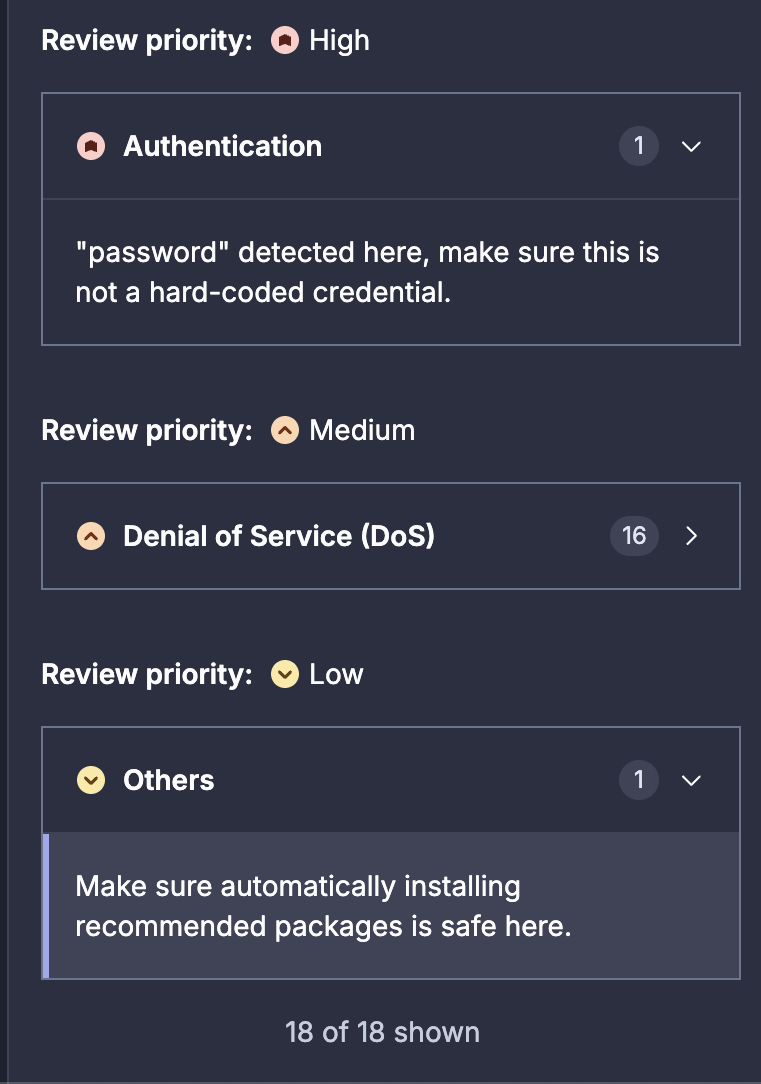 Review priority: High
Authentication 1
"password" detected here, make sure this is
not a hard-coded credential.
Review priority: Medium
Denial of Service (DoS) 16
Review priority: Low
Others 1
Make sure automatically installing
recommended packages is safe here.
18 of 18 shown